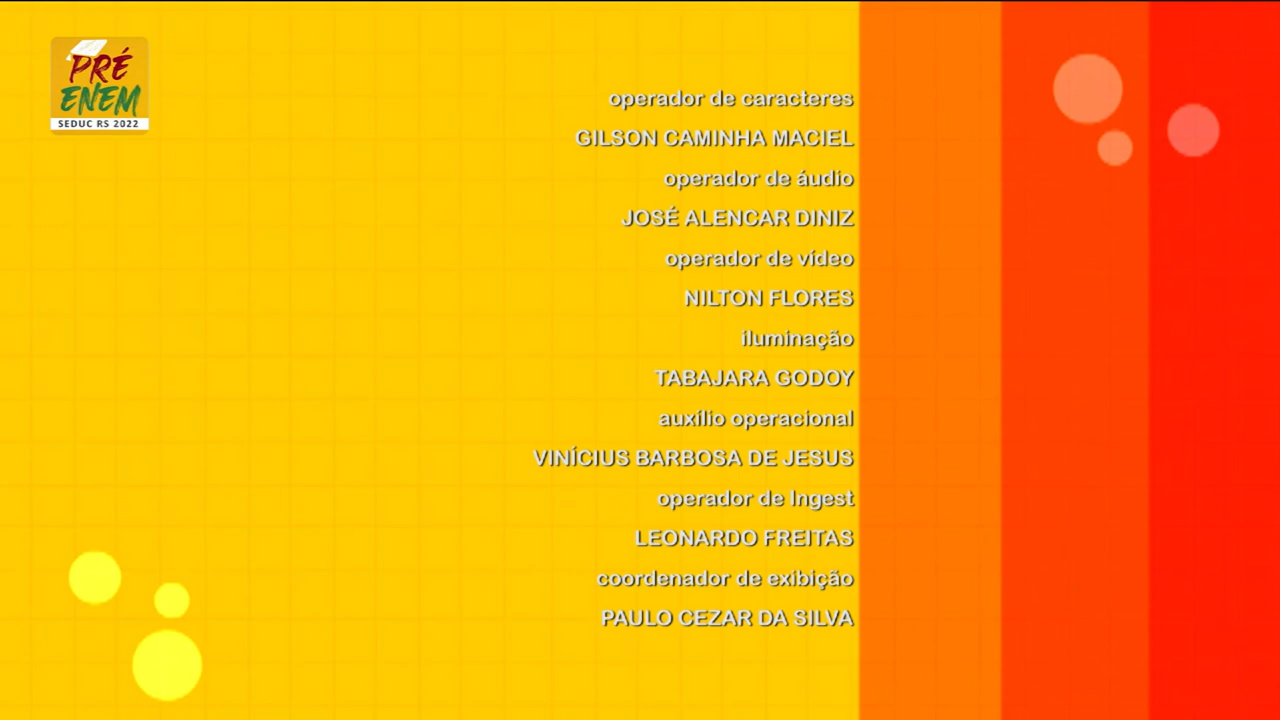 PRÉ
ENEM
SEDUC RS 2022
operador de caracteres
GILSON CAMINHA MACIEL
operador de áudio
JOSÉ ALENCAR DINIZ
operador de vídeo
NILTON FLORES
iluminação
TABAJARA GODOY
auxílio operacional
VINÍCIUS BARBOSA DE JESUS
operador de Ingest
LEONARDO FREITAS
coordenador de exibição
PAULO CEZAR DA SILVA